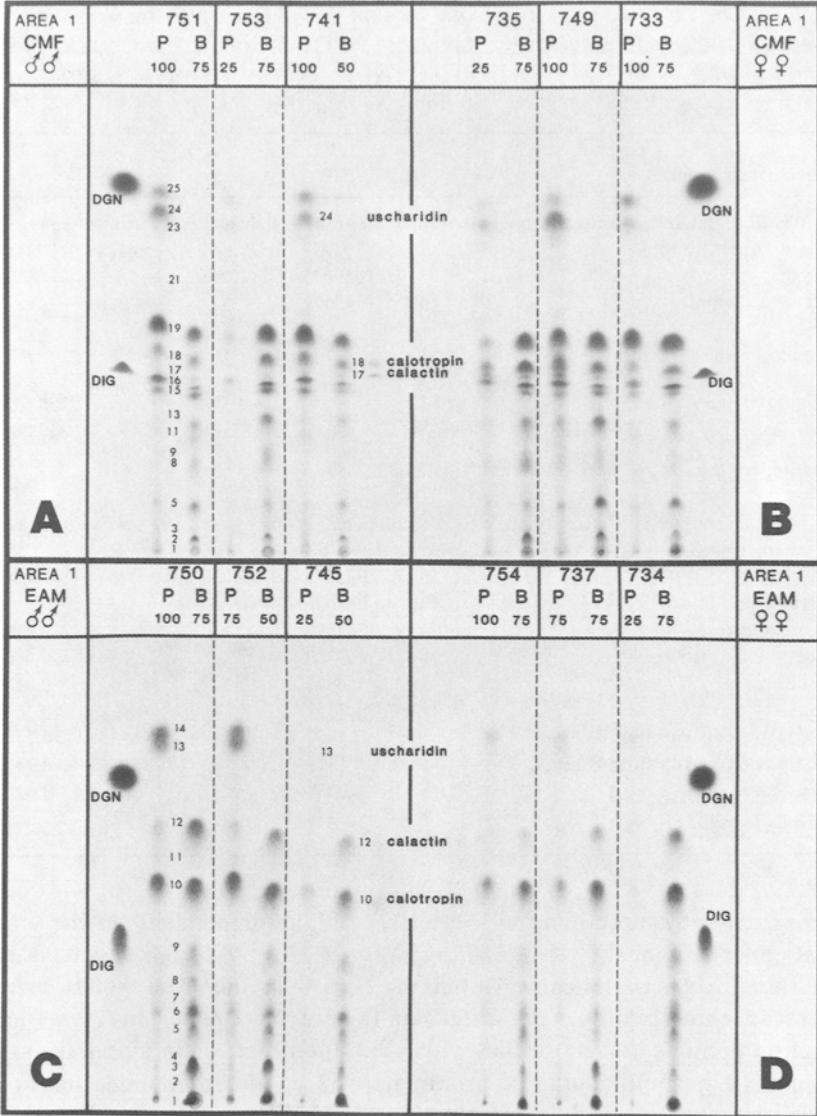 AREA 1 751 753 741 735 749 733 AREA 1
CMF P B P B P B P B P B P B CMF
♂♂ 100 75 25 75 100 50 25 75 100 75 100 75 ♀♀
25
DGN 24 DGN
23 24 uscharidin
21
19
18 18 calotropin
DIG 17 17 calactin DIG
16
15
13
11
9
8
5
3
2
1
A B
AREA 1 750 752 745 754 737 734 AREA 1
EAM P B P B P B P B P B P B EAM
♂♂ 100 75 75 50 25 50 100 75 75 75 25 75 ♀♀
14
13 13 uscharidin
DGN DGN
12 12 calactin
11
10 10 calotropin
DIG
9
DIG
8
7
6
5
4
3
2
1
C D